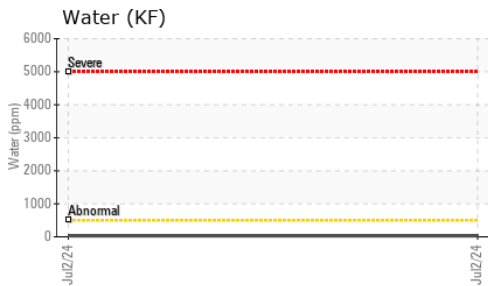 Water (KF)
6000
Severe
5000
4000
Water (ppm)
3000
2000
1000
Abnormal
0
Jul2/24
Jul2/24